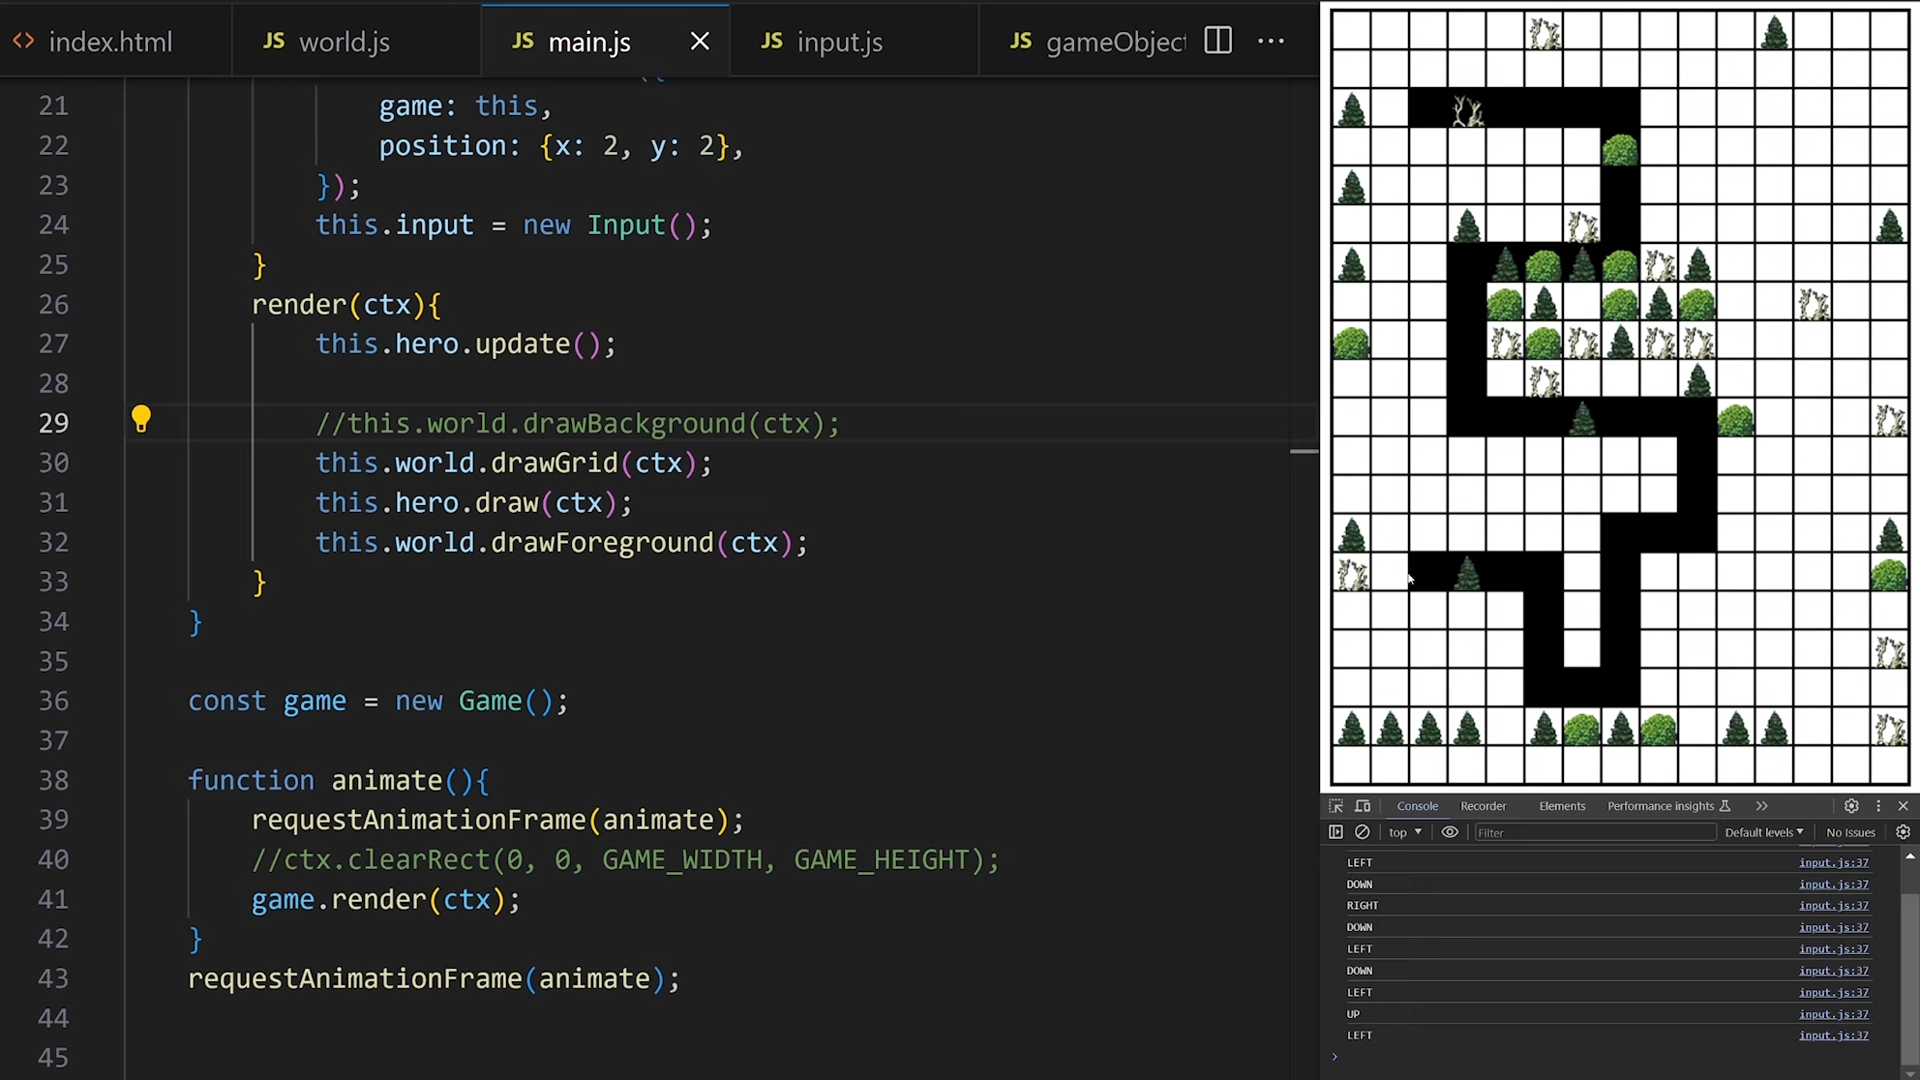 <> index.html
JS world.js
JS main.js
JS input.js
JS gameObjec
21 game: this,
22 position: {x: 2, y: 2},
23 });
24 this.input = new Input();
25 }
26 render(ctx){
27 this.hero.update();
28
29 //this.world.drawBackground(ctx);
30 this.world.drawGrid(ctx);
31 this.hero.draw(ctx);
32 this.world.drawForeground(ctx);
33 }
34 }
35
36 const game = new Game();
37
38 function animate(){
39 requestAnimationFrame(animate);
40 //ctx.clearRect(0, 0, GAME_WIDTH, GAME_HEIGHT);
41 game.render(ctx);
42 }
43 requestAnimationFrame(animate);
44
45
Console
Recorder
Elements
Performance insights
top
Filter
Default levels
No Issues
LEFT input.js:37
DOWN input.js:37
RIGHT input.js:37
DOWN input.js:37
LEFT input.js:37
DOWN input.js:37
LEFT input.js:37
UP input.js:37
LEFT input.js:37